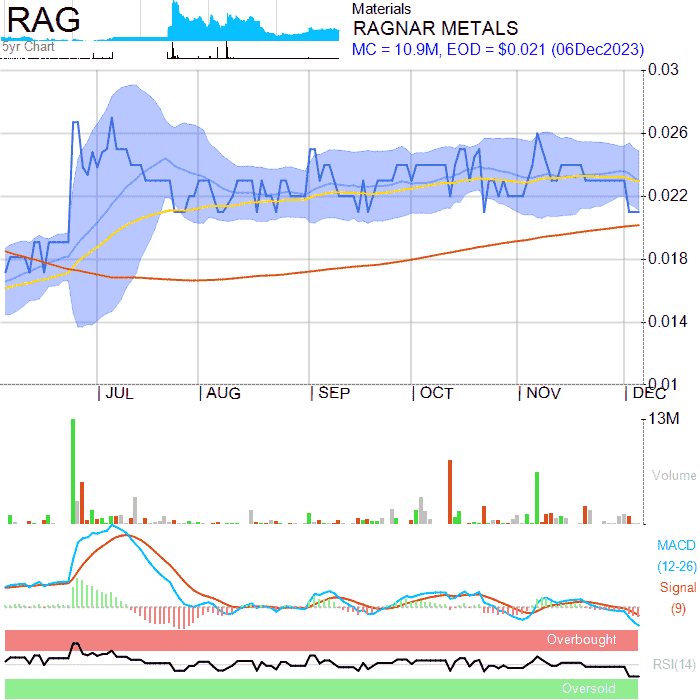 RAG
5yr Chart
Materials
RAGNAR METALS
MC = 10.9M, EOD = $0.021 (06Dec2023)
0.03
0.026
0.022
0.018
0.014
0.01
JUL AUG SEP OCT NOV DEC
13M
Volume
MACD
(12-26)
Signal
(9)
Overbought
RSI(14)
Oversold